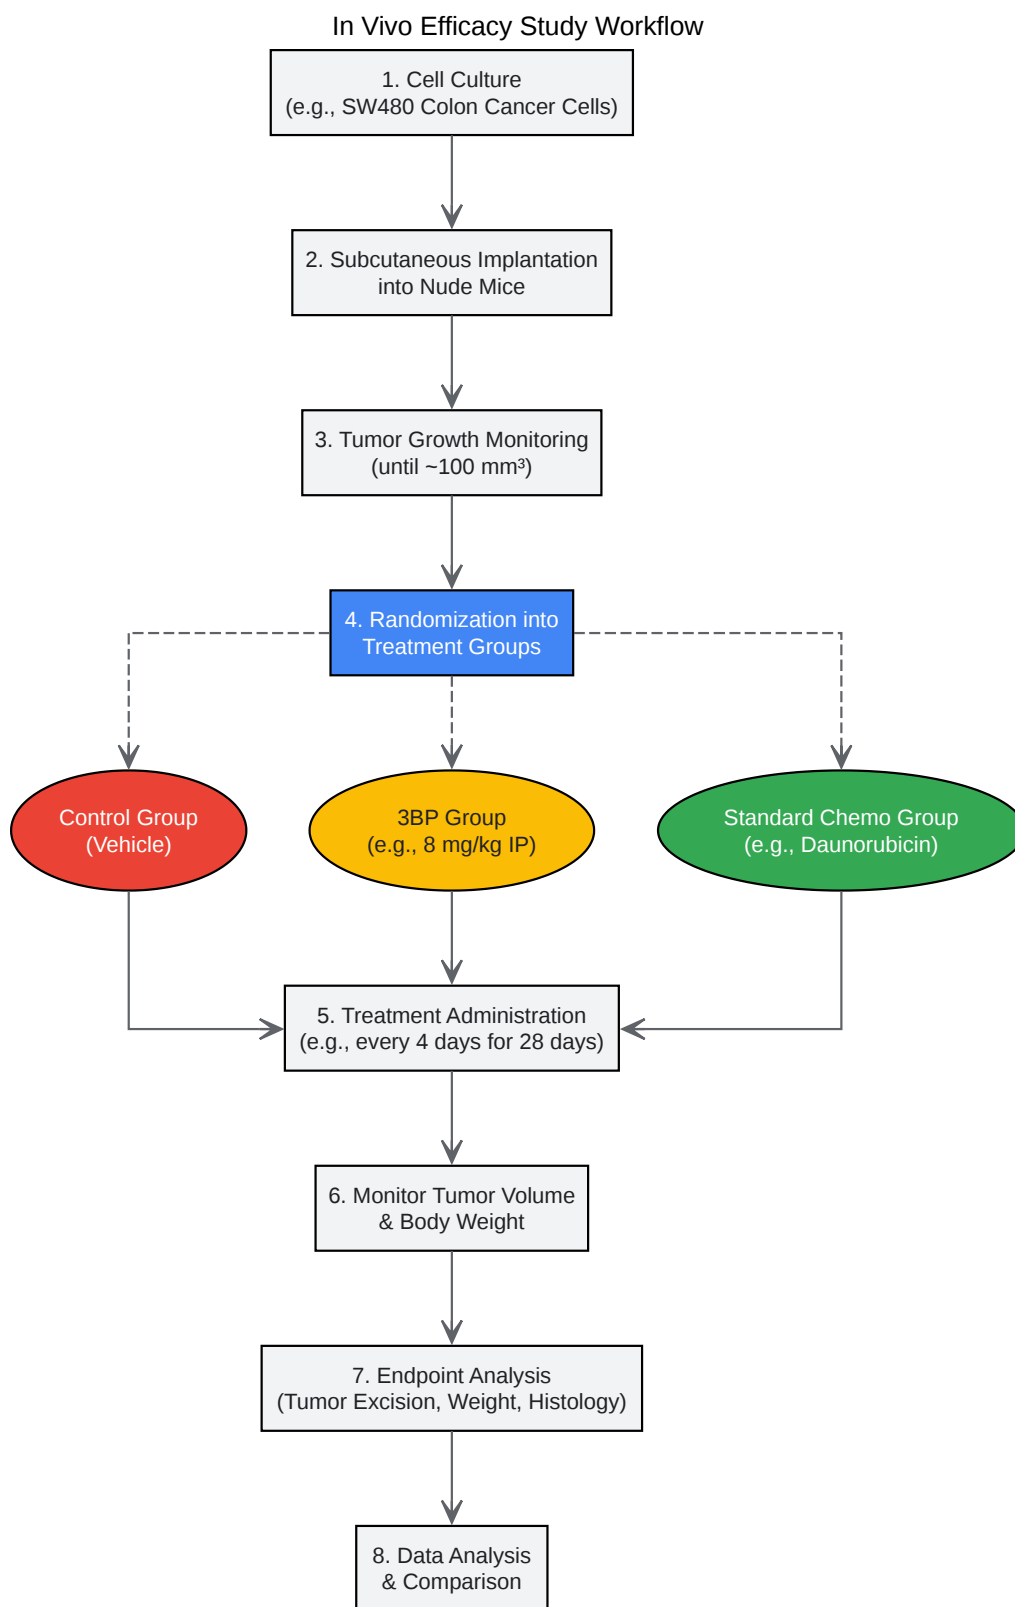 In Vivo Efficacy Study Workflow
1. Cell Culture
(e.g., SW480 Colon Cancer Cells)
2. Subcutaneous Implantation
into Nude Mice
3. Tumor Growth Monitoring
(until ~100 mm³)
4. Randomization into
Treatment Groups
Control Group
(Vehicle)
3BP Group
(e.g., 8 mg/kg IP)
Standard Chemo Group
(e.g., Daunorubicin)
5. Treatment Administration
(e.g., every 4 days for 28 days)
6. Monitor Tumor Volume
& Body Weight
7. Endpoint Analysis
(Tumor Excision, Weight, Histology)
8. Data Analysis
& Comparison